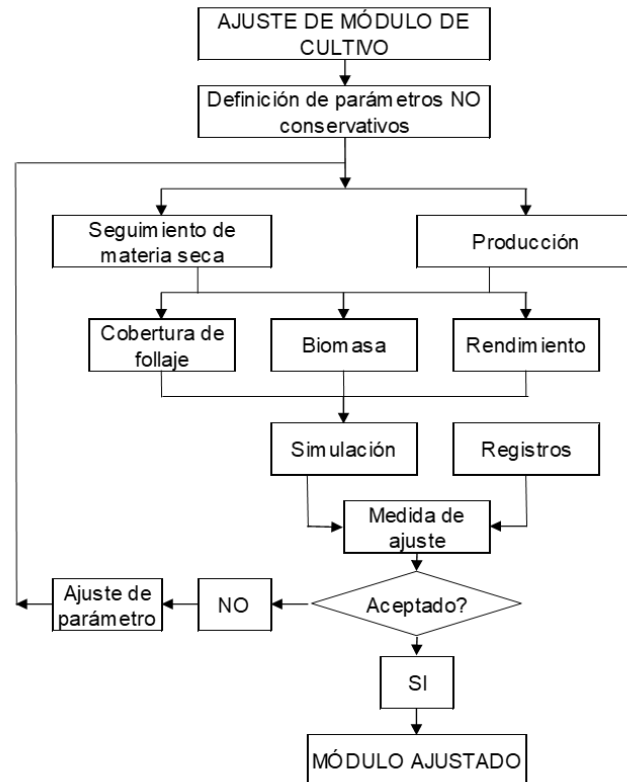 AJUSTE DE MÓDULO DE
CULTIVO
Definición de parámetros NO
conservativos
Seguimiento de
materia seca
Producción
Cobertura de
follaje
Biomasa
Rendimiento
Simulación
Registros
Medida de
ajuste
Aceptado?
NO
Ajuste de
parámetro
SI
MÓDULO AJUSTADO